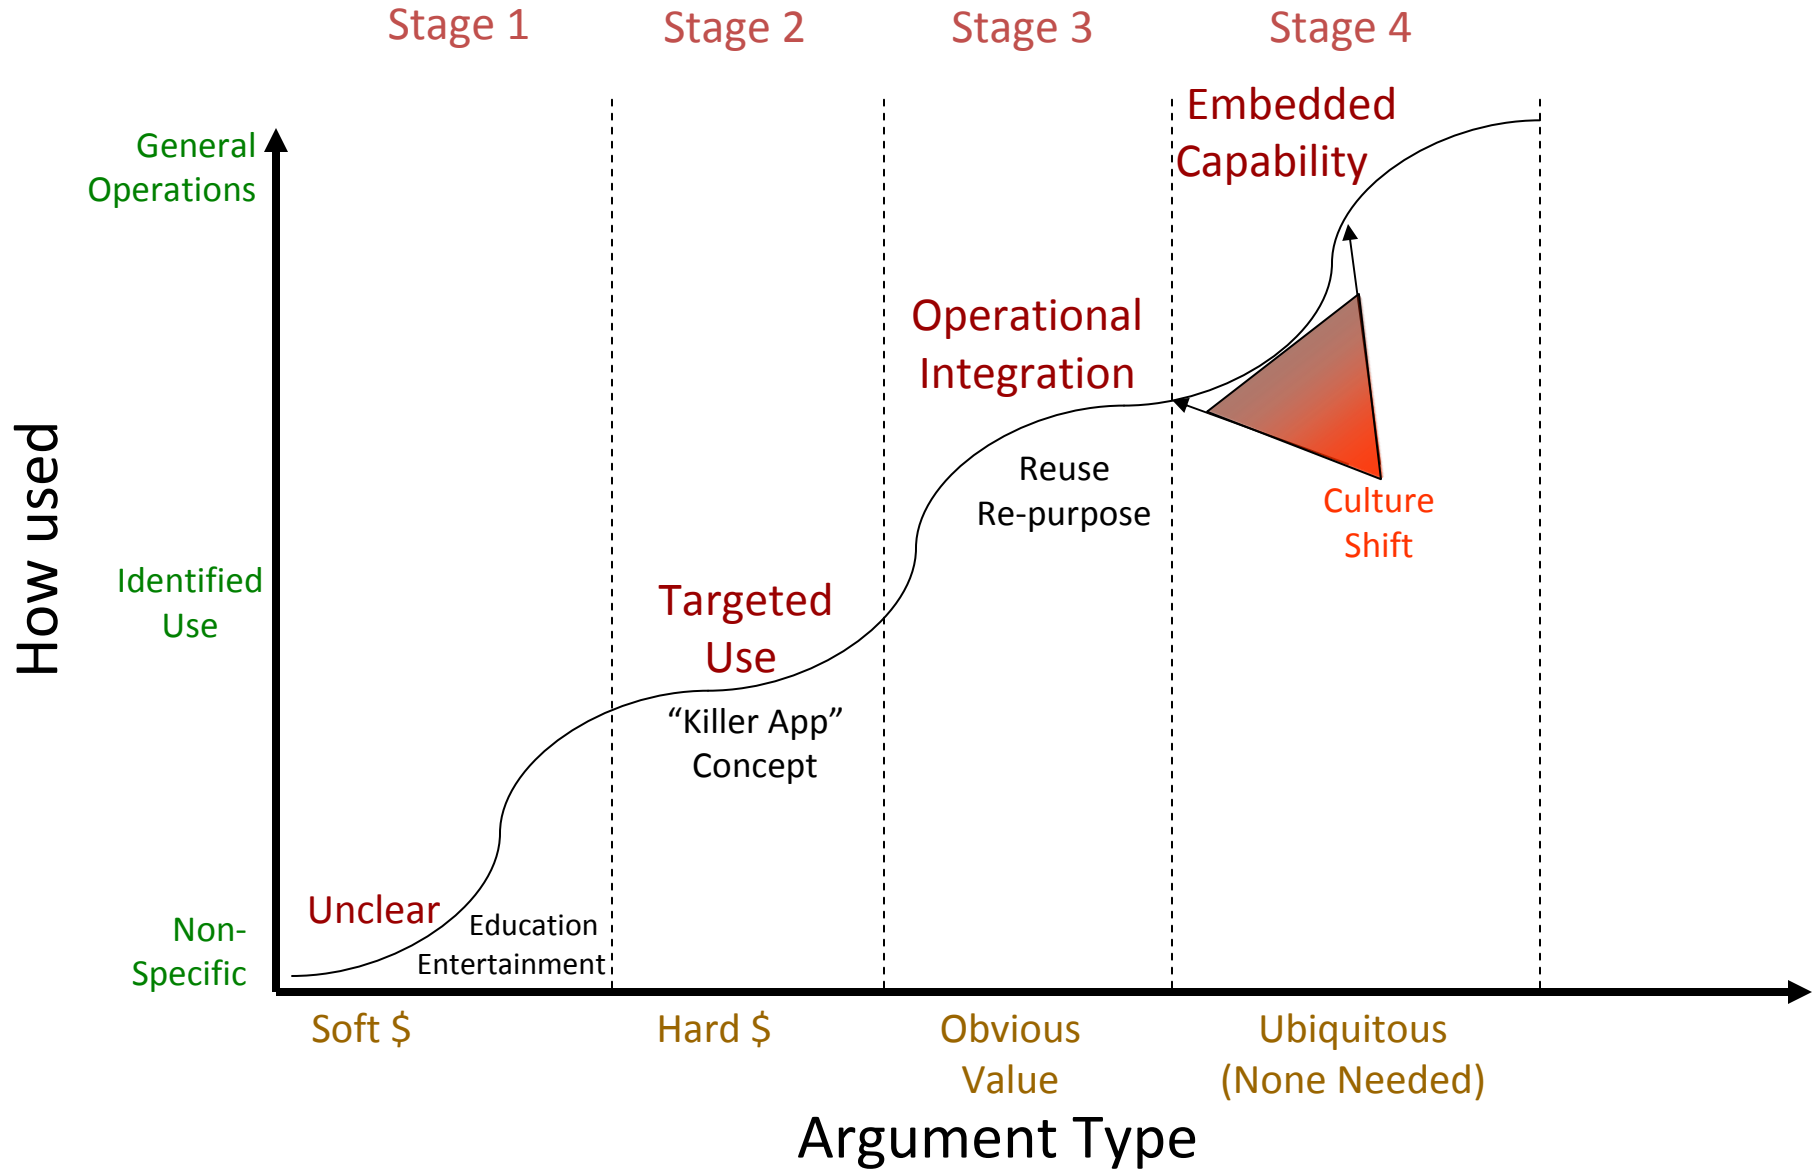 Stage 1
Stage 2
Stage 3
Stage 4
General
Operations
Embedded
Capability
Operational
Integration
Reuse
Re-purpose
Culture
Shift
How used
Identified
Use
Targeted
Use
“Killer App”
Concept
Unclear
Education
Entertainment
Non-
Specific
Soft $
Hard $
Obvious
Value
Ubiquitous
(None Needed)
Argument Type